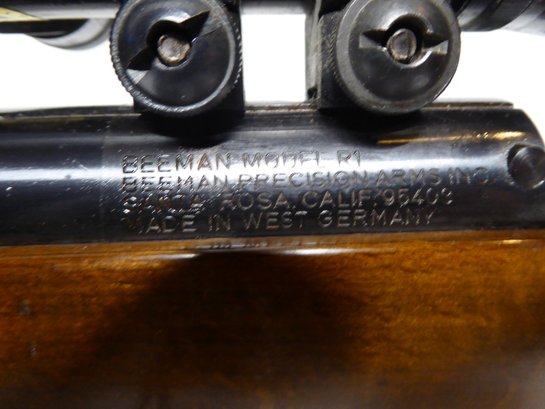 BEEMAN MODEL R1
BEEMAN PRECISION ARMS INC
SANTA ROSA CALIF 95403
MADE IN WEST GERMANY